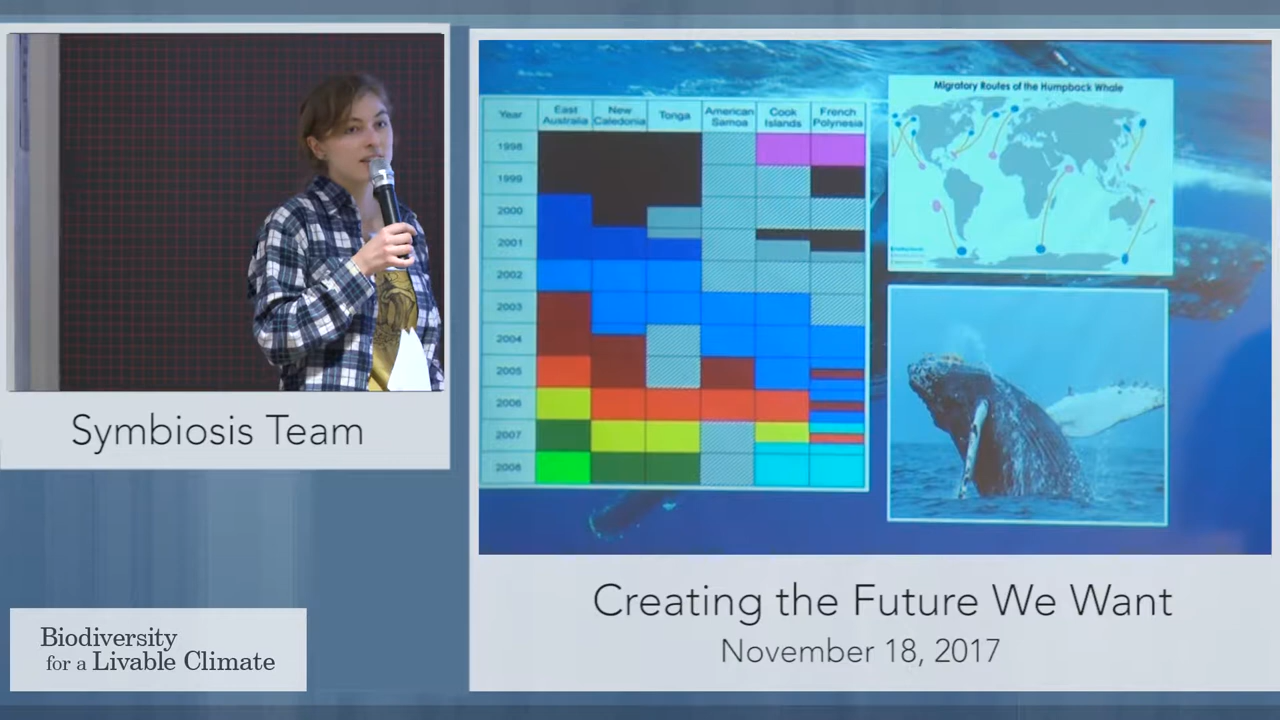 Symbiosis Team
Biodiversity
for a Livable Climate
Year
East Australia
New Caledonia
Tonga
American Samoa
Cook Islands
French Polynesia
1998
1999
2000
2001
2002
2003
2004
2005
2006
2007
2008
Migratory Routes of the Humpback Whale
Creating the Future We Want
November 18, 2017